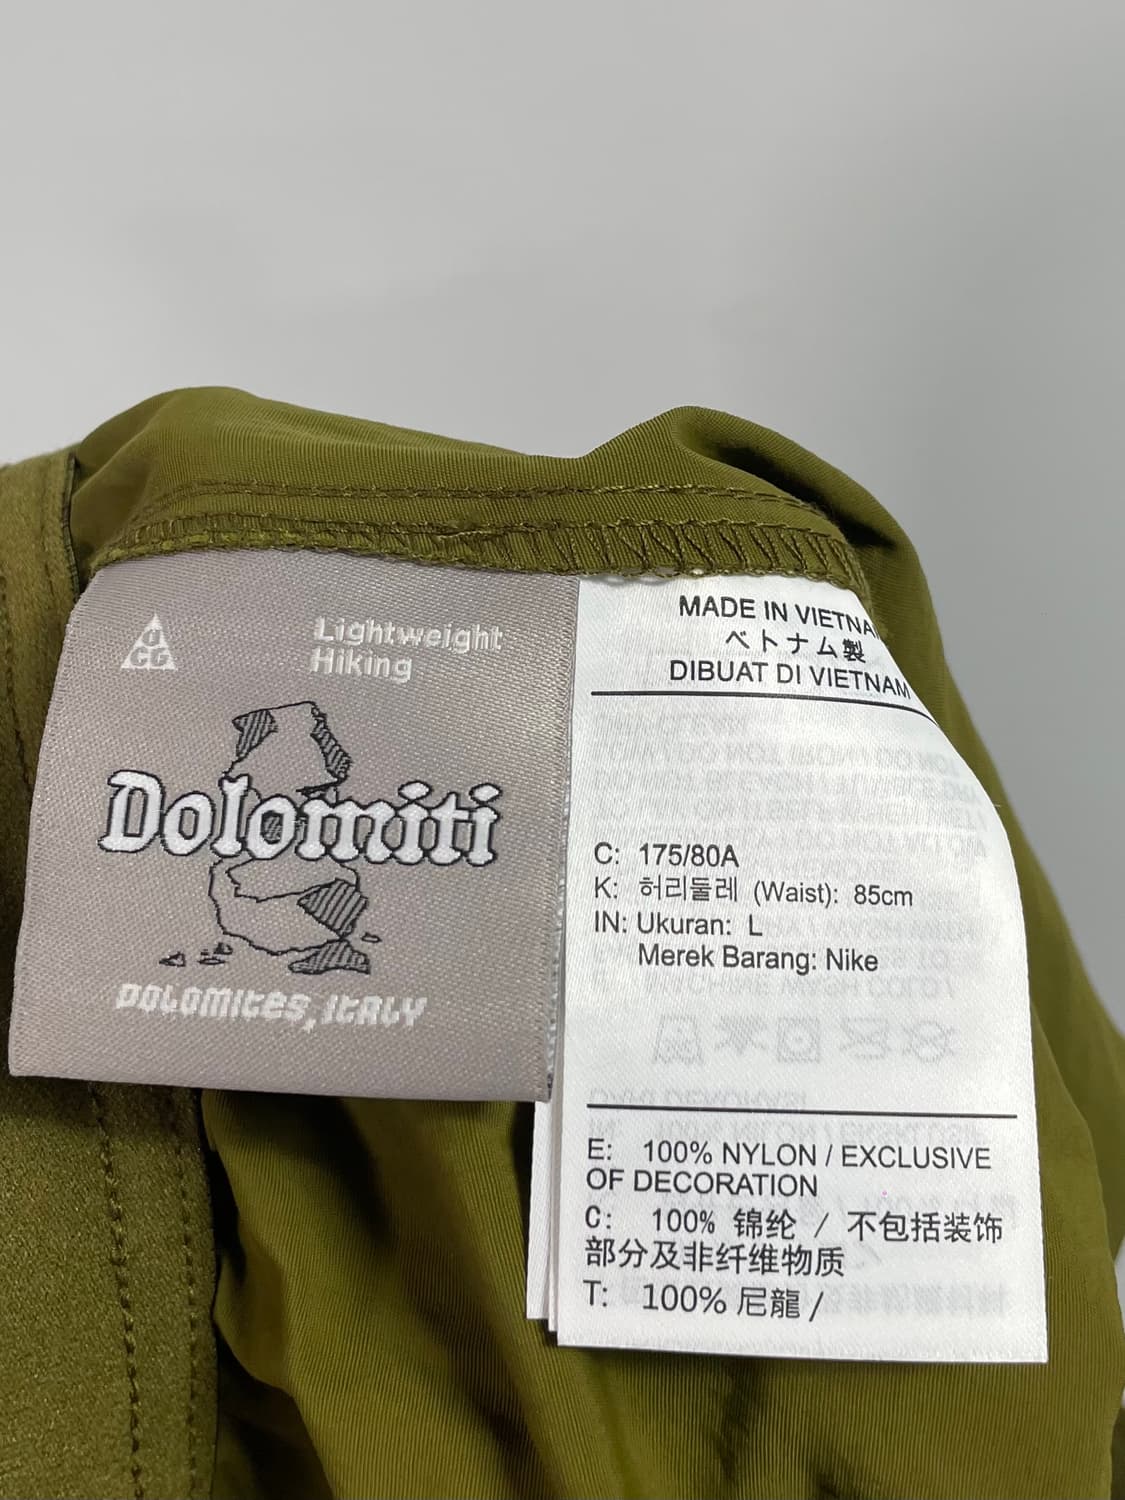 Lightweight
Hiking
Dolomiti
DOLOMITES, ITALY
MADE IN
ベトナム製
DIBUAT DI VIETNAM
C: 175/80A
K: 허리둘레 (Waist): 85cm
IN: Ukuran: L
Merek Barang: Nike
E: 100% NYLON / EXCLUSIVE
OF DECORATION
C: 100% 锦纶 / 不包括装饰
部分及非纤维物质
T: 100% 尼龍 /